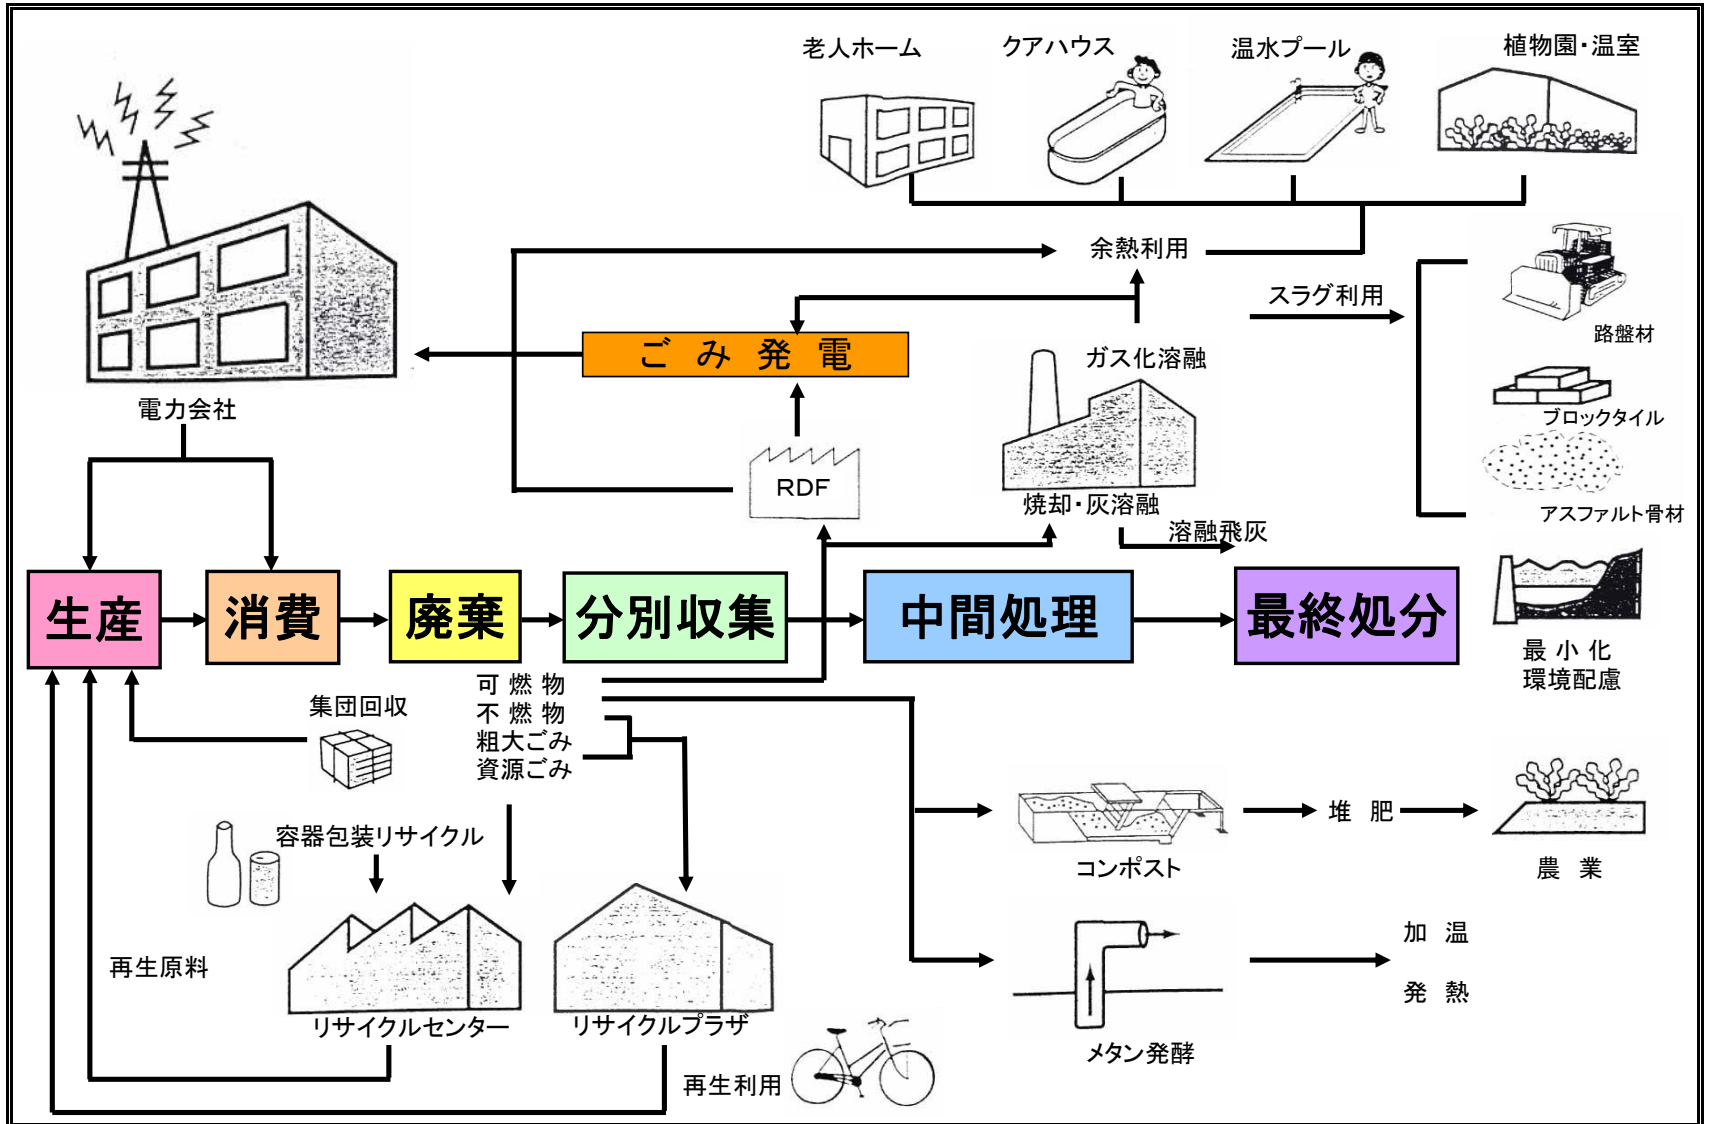 老人ホーム
クアハウス
温水プール
植物園・温室
余熱利用
スラグ利用
路盤材
ごみ発電
ガス化溶融
電力会社
ブロックタイル
RDF
焼却・灰溶融
アスファルト骨材
溶融飛灰
生産
消費
廃棄
分別収集
中間処理
最終処分
最小化
環境配慮
可燃物
不燃物
粗大ごみ
資源ごみ
集団回収
容器包装リサイクル
コンポスト
堆肥
農業
再生原料
加温
発熱
リサイクルセンター
リサイクルプラザ
メタン発酵
再生利用